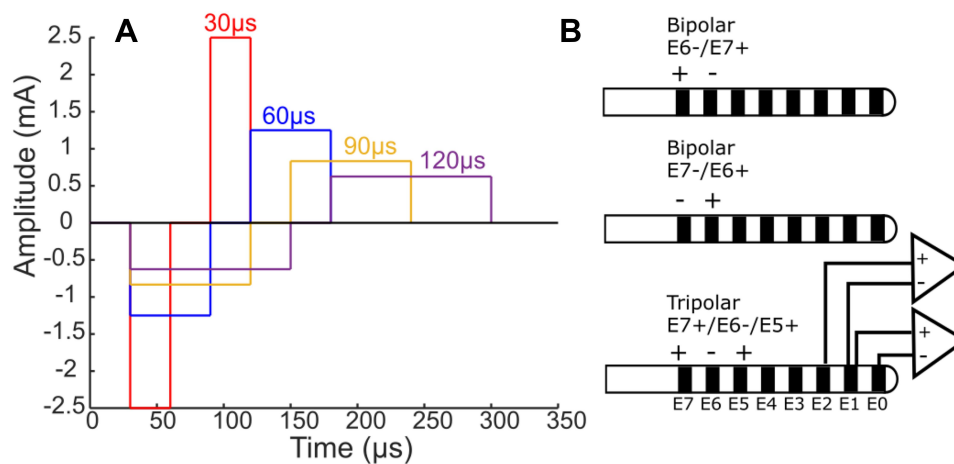 A
30µs
60µs
90µs
120µs
2.5
2
1.5
1
0.5
0
-0.5
-1
-1.5
-2
-2.5
Amplitude (mA)
0 50 100 150 200 250 300 350
Time (µs)
B
Bipolar
E6-/E7+
+ -
Bipolar
E7-/E6+
- +
Tripolar
E7+/E6-/E5+
+ - +
+
-
+
-
E7 E6 E5 E4 E3 E2 E1 E0